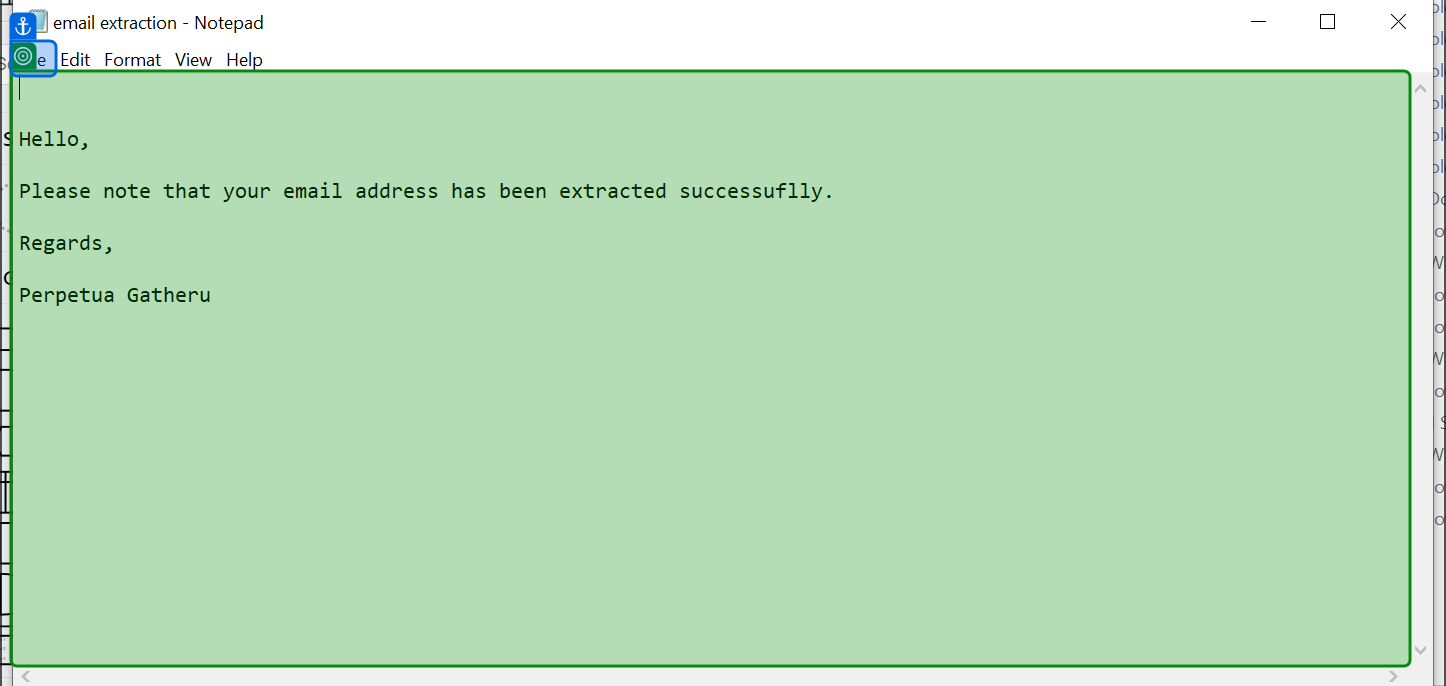 email extraction - Notepad
e Edit Format View Help
Hello,
Please note that your email address has been extracted successuflly.
Regards,
Perpetua Gatheru